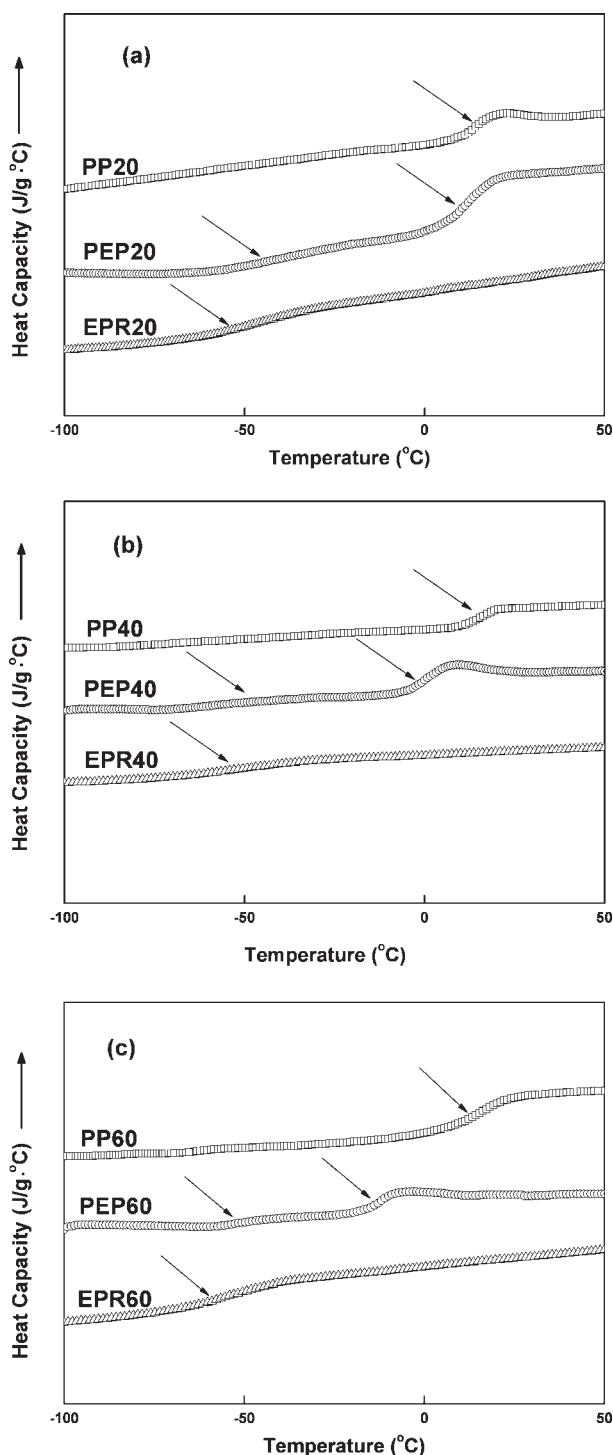 (a)
Heat Capacity (J/g·°C)
PP20
PEP20
EPR20
-100 -50 0 50
Temperature (°C)
(b)
Heat Capacity (J/g·°C)
PP40
PEP40
EPR40
-100 -50 0 50
Temperature (°C)
(c)
Heat Capacity (J/g·°C)
PP60
PEP60
EPR60
-100 -50 0 50
Temperature (°C)